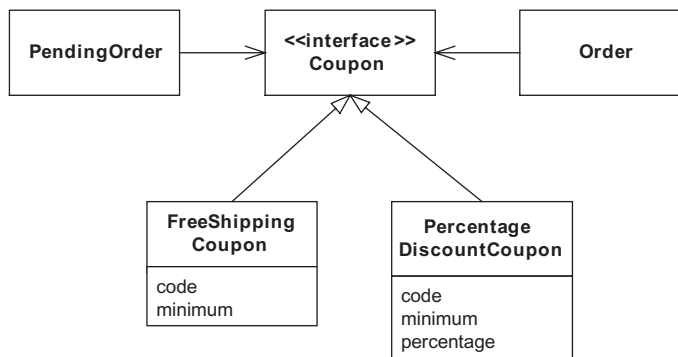 PendingOrder
<<interface>>
Coupon
Order
FreeShipping
Coupon
code
minimum
Percentage
DiscountCoupon
code
minimum
percentage